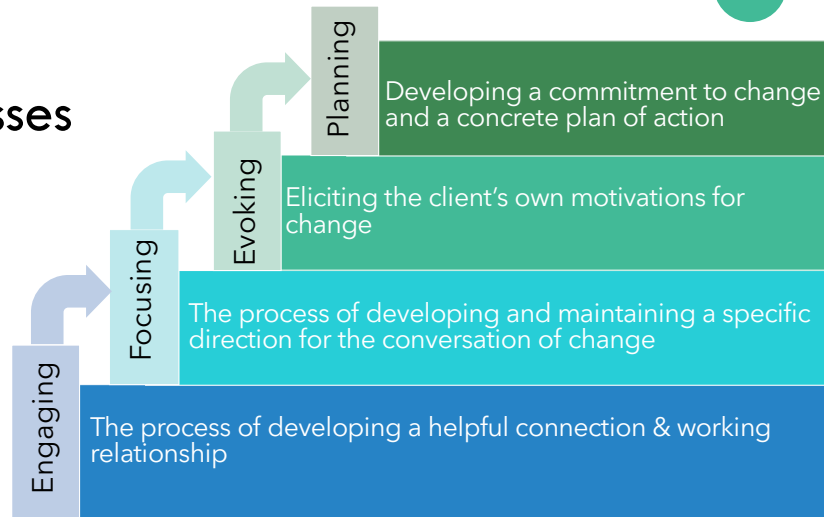 Planning
Developing a commitment to change
and a concrete plan of action
Evoking
Eliciting the client's own motivations for
change
Focusing
The process of developing and maintaining a specific
direction for the conversation of change
Engaging
The process of developing a helpful connection & working
relationship